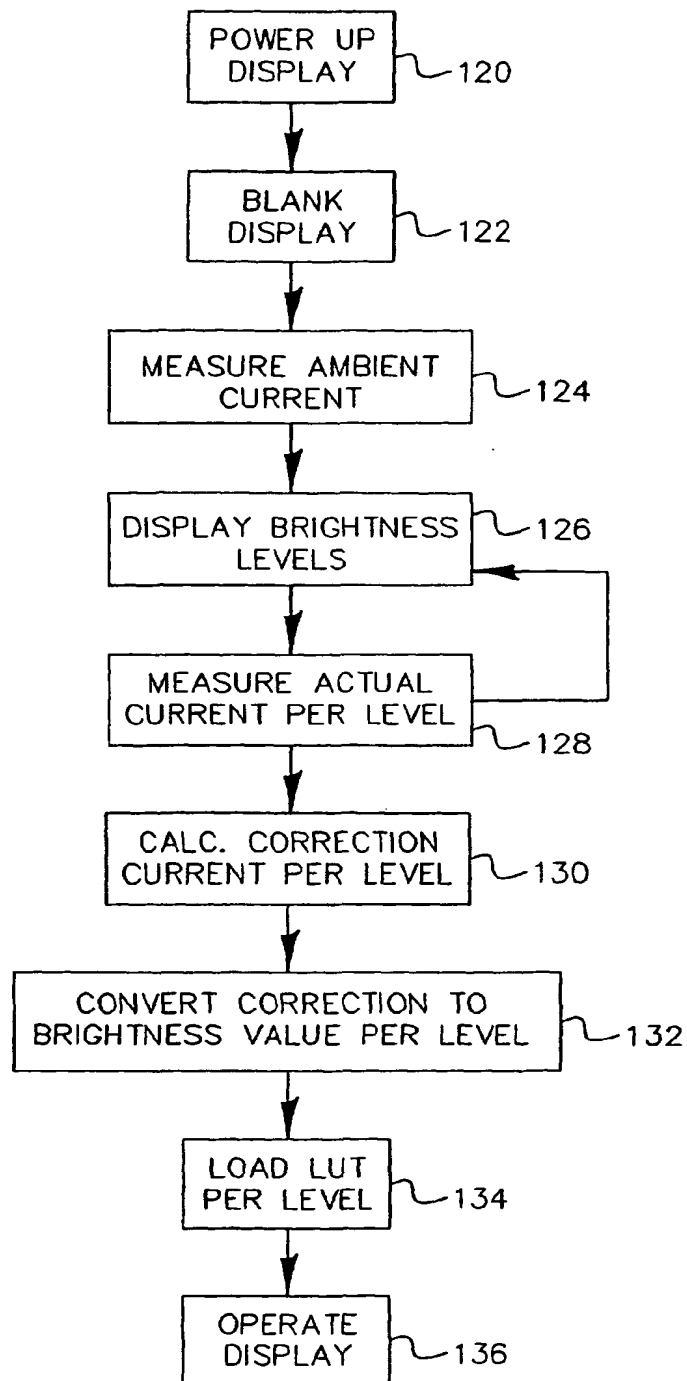 POWER UP
DISPLAY
120
BLANK
DISPLAY
122
MEASURE AMBIENT
CURRENT
124
DISPLAY BRIGHTNESS
LEVELS
126
MEASURE ACTUAL
CURRENT PER LEVEL
128
CALC. CORRECTION
CURRENT PER LEVEL
130
CONVERT CORRECTION TO
BRIGHTNESS VALUE PER LEVEL
132
LOAD LUT
PER LEVEL
134
OPERATE
DISPLAY
136